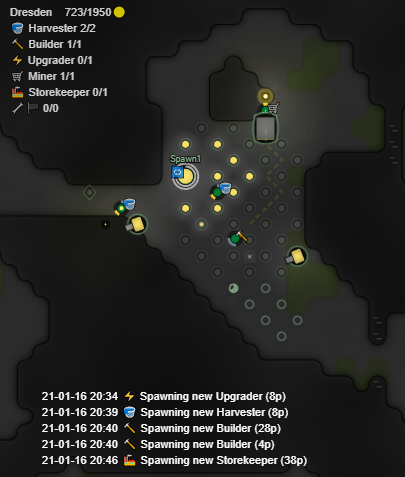 Dresden 723/1950
Harvester 2/2
Builder 1/1
Upgrader 0/1
Miner 1/1
Storekeeper 0/1
0/0
Spawn1
21-01-16 20:34 Spawning new Upgrader (8p)
21-01-16 20:39 Spawning new Harvester (8p)
21-01-16 20:40 Spawning new Builder (28p)
21-01-16 20:40 Spawning new Builder (4p)
21-01-16 20:46 Spawning new Storekeeper (38p)